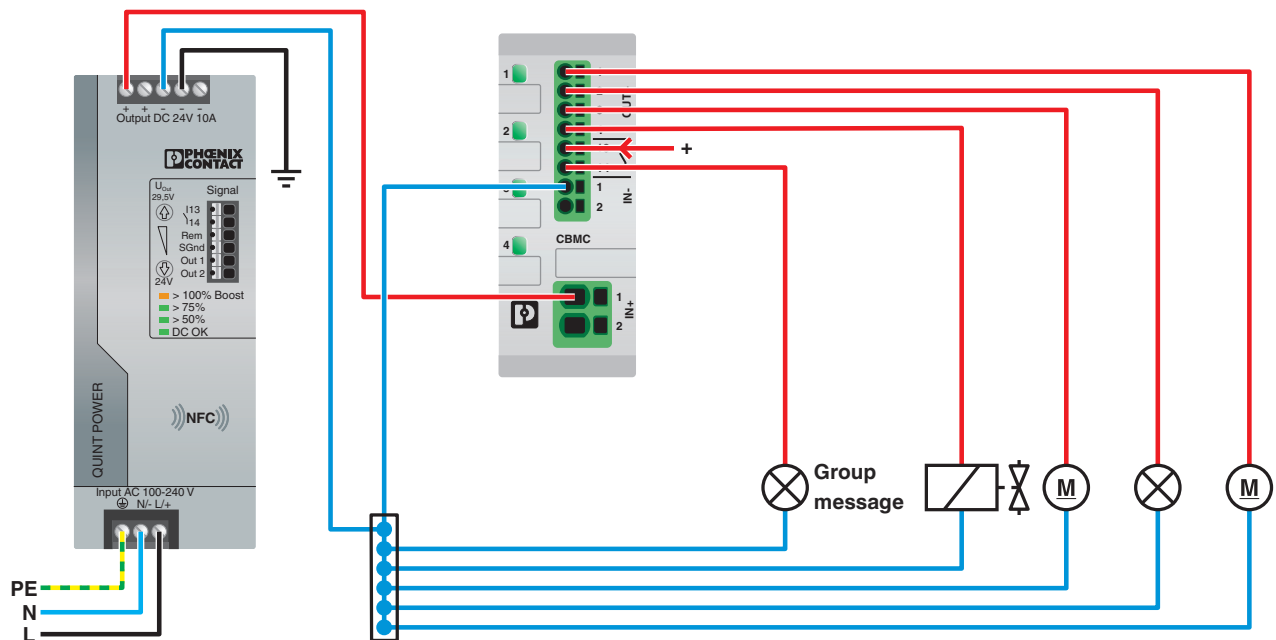 + + - - -
Output DC 24V 10A
PHŒNIX
CONTACT
UOut
29,5V
Signal
13
14
Rem
SGnd
Out 1
Out 2
24V
> 100% Boost
> 75%
> 50%
DC OK
NFC
QUINT POWER
Input AC 100-240 V
N/- L/+
PE
N
L
1
2
4
+
1
2
IN-
CBMC
1
2
IN+
Group
message
M
M